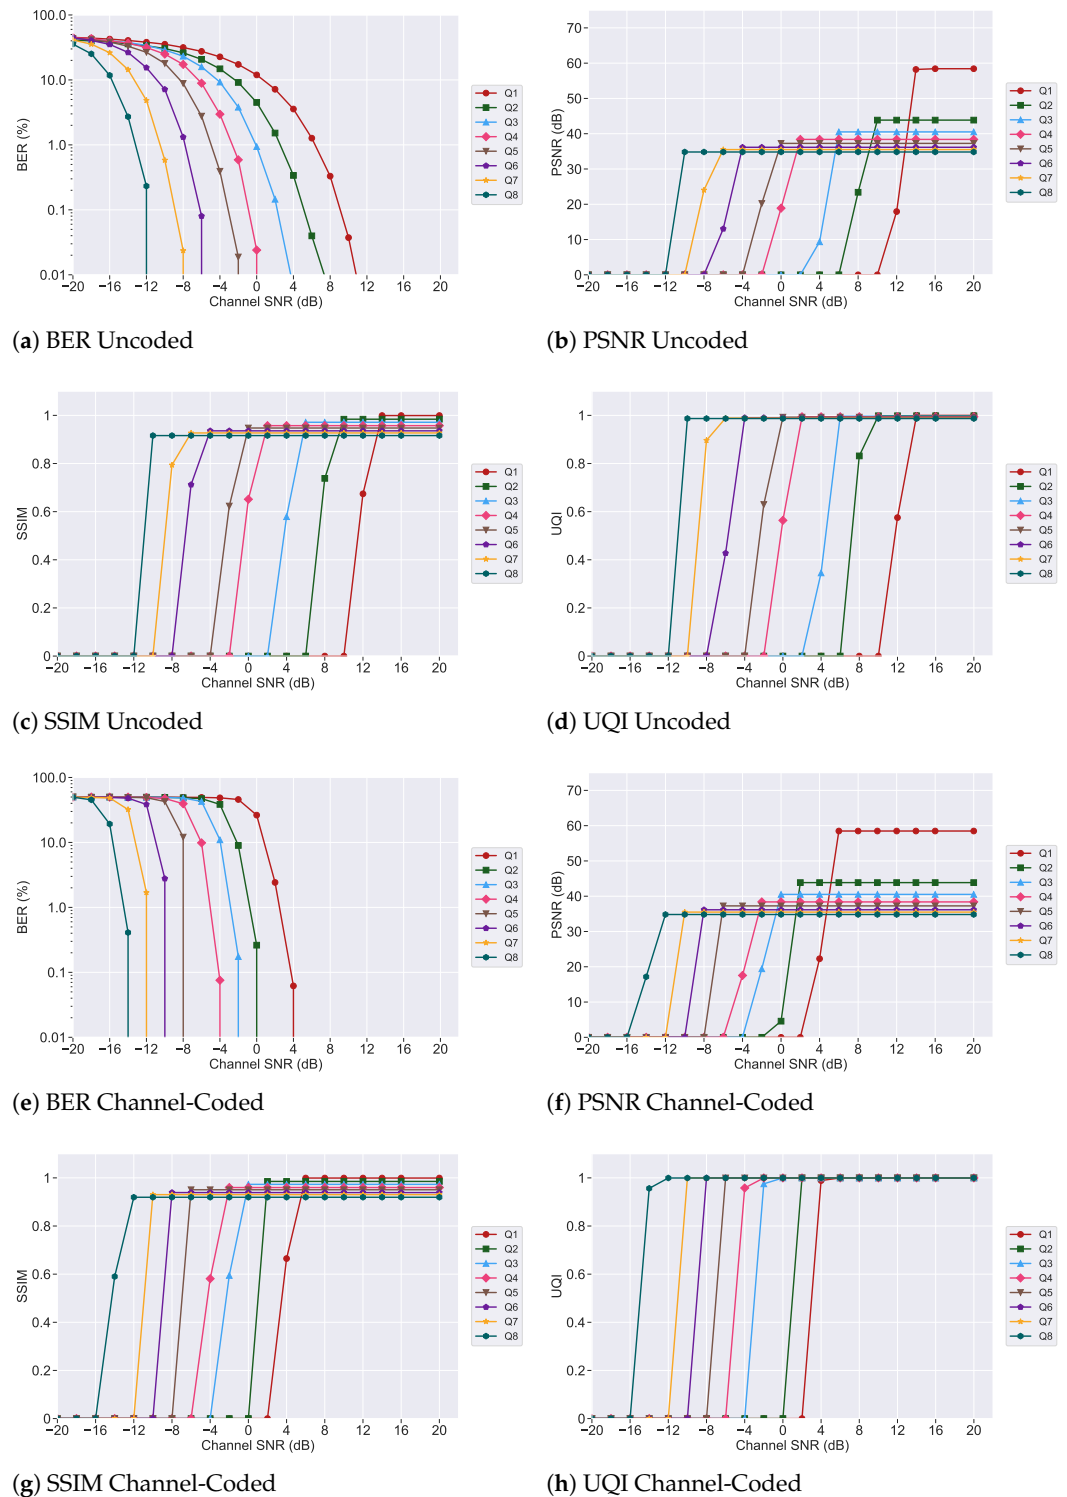 100.0%
10.0
1.0
0.1
0.01
BER (%)
−20 −16 −12 −8 −4 0 4 8 12 16 20
Channel SNR (dB)
Q1
Q2
Q3
Q4
Q5
Q6
Q7
Q8
(a) BER Uncoded
70
60
50
40
30
20
10
0
PSNR (dB)
−20 −16 −12 −8 −4 0 4 8 12 16 20
Channel SNR (dB)
Q1
Q2
Q3
Q4
Q5
Q6
Q7
Q8
(b) PSNR Uncoded
1
0.8
0.6
0.4
0.2
0
SSIM
−20 −16 −12 −8 −4 0 4 8 12 16 20
Channel SNR (dB)
Q1
Q2
Q3
Q4
Q5
Q6
Q7
Q8
(c) SSIM Uncoded
1
0.8
0.6
0.4
0.2
0
UQI
−20 −16 −12 −8 −4 0 4 8 12 16 20
Channel SNR (dB)
Q1
Q2
Q3
Q4
Q5
Q6
Q7
Q8
(d) UQI Uncoded
100.0
10.0
1.0
0.1
0.01
BER (%)
−20 −16 −12 −8 −4 0 4 8 12 16 20
Channel SNR (dB)
Q1
Q2
Q3
Q4
Q5
Q6
Q7
Q8
(e) BER Channel-Coded
70
60
50
40
30
20
10
0
PSNR (dB)
−20 −16 −12 −8 −4 0 4 8 12 16 20
Channel SNR (dB)
Q1
Q2
Q3
Q4
Q5
Q6
Q7
Q8
(f) PSNR Channel-Coded
1
0.8
0.6
0.4
0.2
0
SSIM
−20 −16 −12 −8 −4 0 4 8 12 16 20
Channel SNR (dB)
Q1
Q2
Q3
Q4
Q5
Q6
Q7
Q8
(g) SSIM Channel-Coded
1
0.8
0.6
0.4
0.2
0
UQI
−20 −16 −12 −8 −4 0 4 8 12 16 20
Channel SNR (dB)
Q1
Q2
Q3
Q4
Q5
Q6
Q7
Q8
(h) UQI Channel-Coded